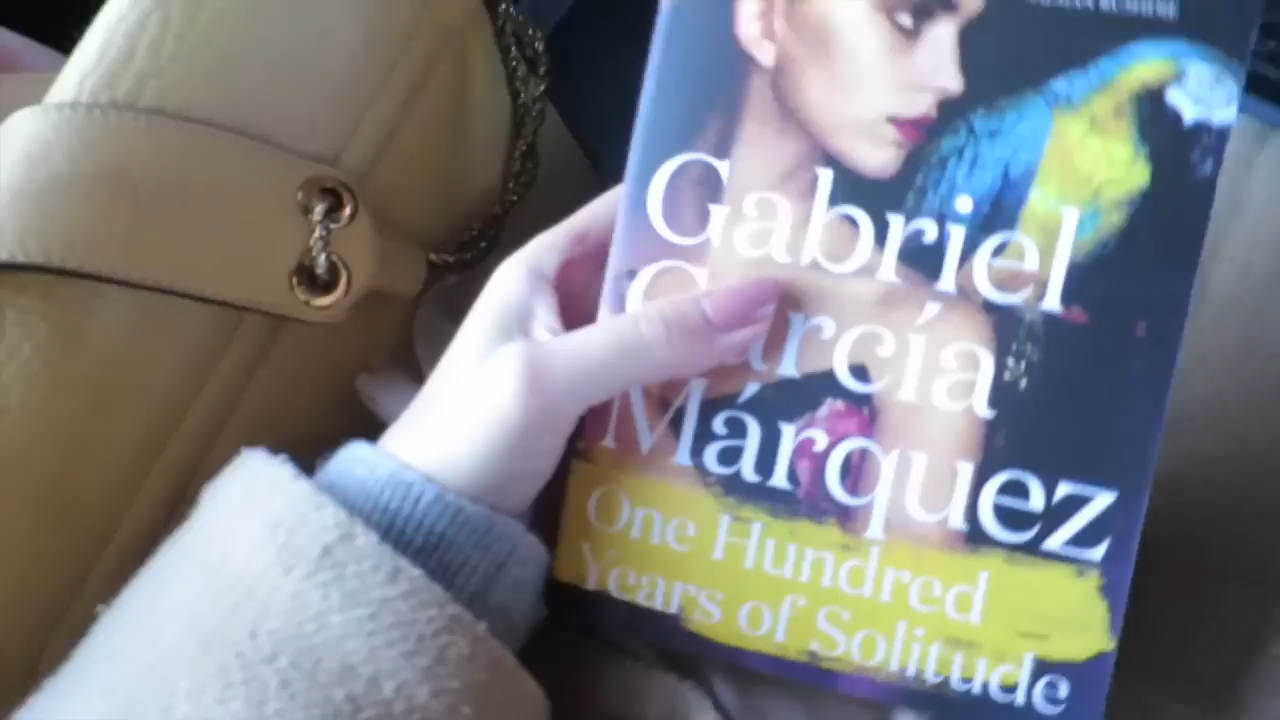 Gabriel
García
Márquez
One Hundred
Years of Solitude